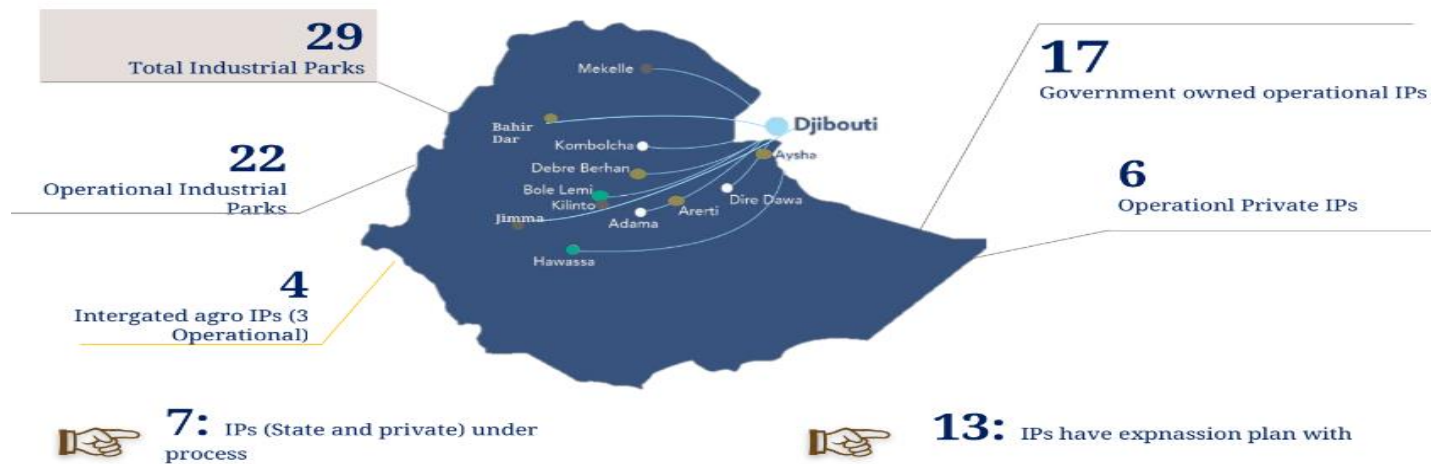 29
Total Industrial Parks
22
Operational Industrial
Parks
4
Intergated agro IPs (3
Operational)
Mekelle
Bahir
Dar
Kombolcha
Debre Berhan
Bole Lemi
Kilinto
Jimma
Adama
Arerti
Dire Dawa
Aysha
Hawassa
Djibouti
17
Government owned operational IPs
6
Operationl Private IPs
7: IPs (State and private) under
process
13: IPs have expnassion plan with